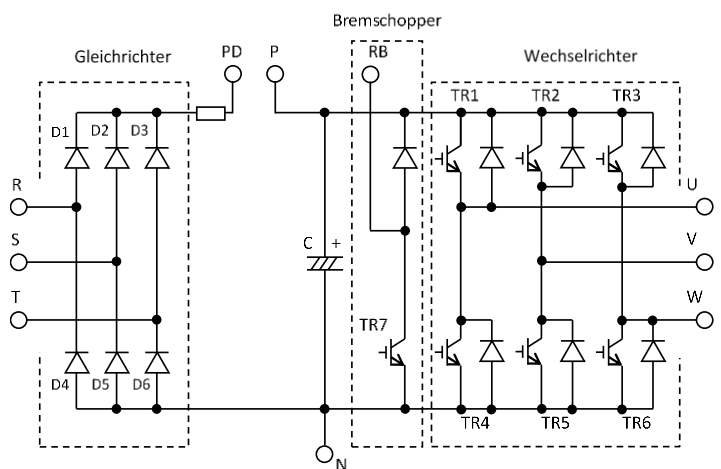 Bremschopper
Gleichrichter PD P RB Wechselrichter
D1 D2 D3 TR1 TR2 TR3
R U
S C + V
T W
TR7
D4 D5 D6 TR4 TR5 TR6
N